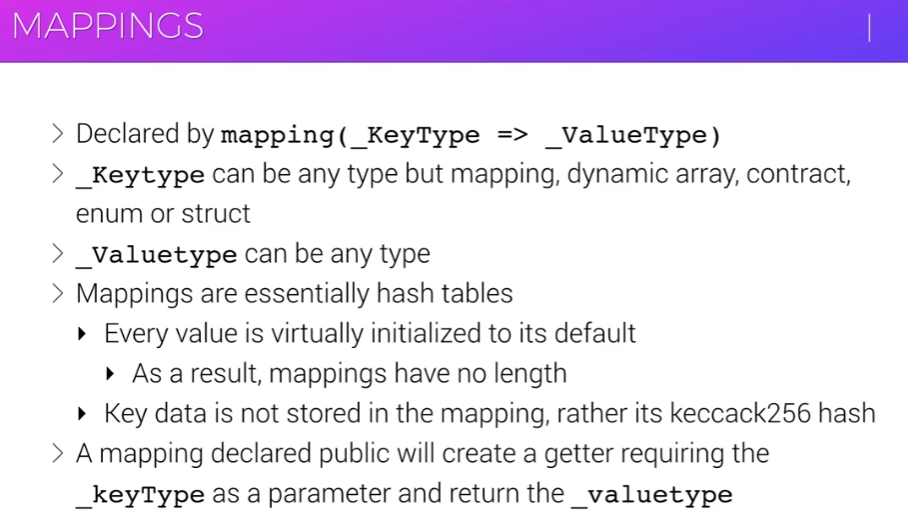 MAPPINGS
> Declared by mapping(_KeyType => _ValueType)
> _Keytype can be any type but mapping, dynamic array, contract,
enum or struct
> _Valuetype can be any type
> Mappings are essentially hash tables
‣ Every value is virtually initialized to its default
‣ As a result, mappings have no length
‣ Key data is not stored in the mapping, rather its keccack256 hash
> A mapping declared public will create a getter requiring the
_keyType as a parameter and return the _valuetype